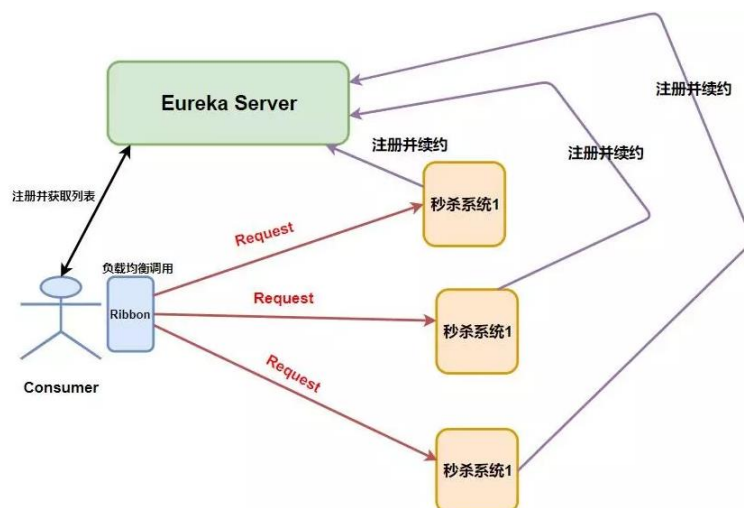 Eureka Server
注册并续约
注册并续约
注册并续约
注册并获取列表
秒杀系统1
Request
负载均衡调用
Ribbon
Request
秒杀系统1
Request
Consumer
秒杀系统1